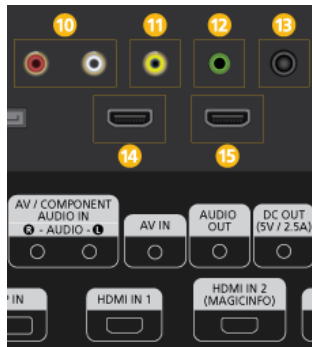 10 11 12 13
14 15
AV / COMPONENT
AUDIO IN
R - AUDIO - L
AV IN
AUDIO
OUT
DC OUT
(5V / 2.5A)
P IN
HDMI IN 1
HDMI IN 2
(MAGICINFO)